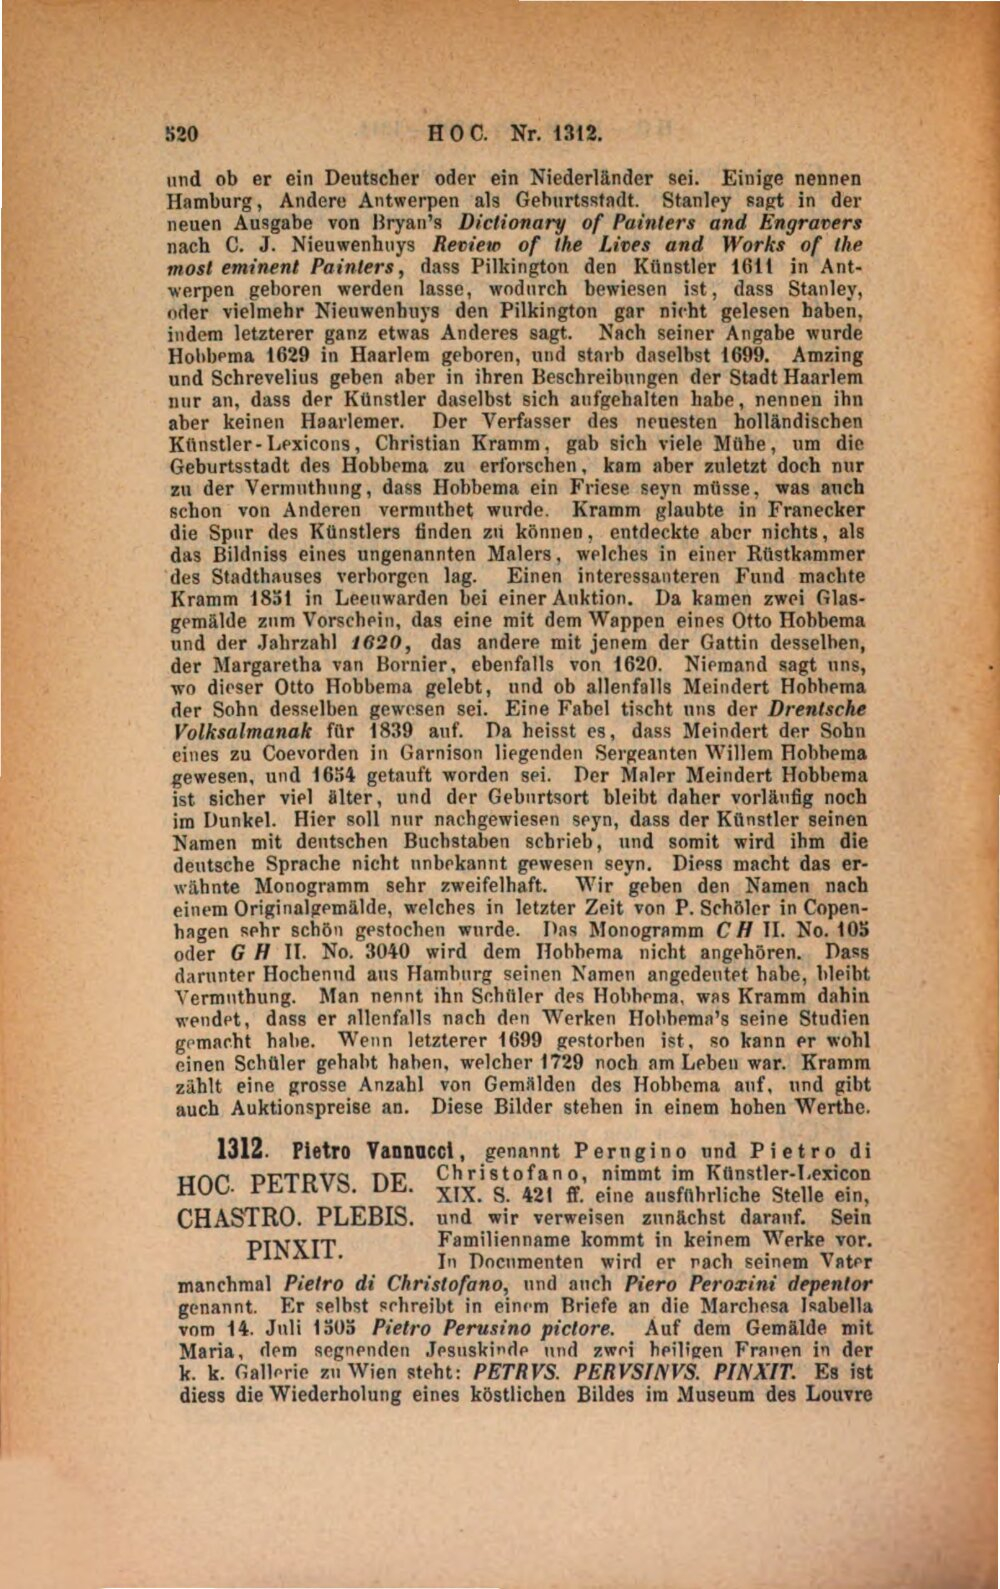 520 HOC. Nr. 1312.
und ob er ein Deutscher oder ein Niederländer sei. Einige nennen
Hamburg, Andere Antwerpen als Geburtsstadt. Stanley sagt in der
neuen Ausgabe von Bryan's Dictionary of Painters and Engravers
nach C. J. Nieuwenhuys Review of the Lives and Works of the
most eminent Painters, dass Pilkington den Künstler 1611 in Ant-
werpen geboren werden lasse, wodurch bewiesen ist, dass Stanley,
oder vielmehr Nieuwenhuys den Pilkington gar nicht gelesen haben,
indem letzterer ganz etwas Anderes sagt. Nach seiner Angabe wurde
Hobbema 1629 in Haarlem geboren, und starb daselbst 1699. Amzing
und Schrevelius geben aber in ihren Beschreibungen der Stadt Haarlem
nur an, dass der Künstler daselbst sich aufgehalten habe, nennen ihn
aber keinen Haarlemer. Der Verfasser des neuesten holländischen
Künstler-Lexicons, Christian Kramm, gab sich viele Mühe, um die
Geburtsstadt des Hobbema zu erforschen, kam aber zuletzt doch nur
zu der Vermuthung, dass Hobbema ein Friese seyn müsse, was auch
schon von Anderen vermuthet wurde. Kramm glaubte in Franecker
die Spur des Künstlers finden zu können, entdeckte aber nichts, als
das Bildniss eines ungenannten Malers, welches in einer Rüstkammer
des Stadthauses verborgen lag. Einen interessanteren Fund machte
Kramm 1851 in Leeuwarden bei einer Auktion. Da kamen zwei Glas-
gemälde zum Vorschein, das eine mit dem Wappen eines Otto Hobbema
und der Jahrzahl 1620, das andere mit jenem der Gattin desselben,
der Margaretha van Bornier, ebenfalls von 1620. Niemand sagt uns,
wo dieser Otto Hobbema gelebt, und ob allenfalls Meindert Hobbema
der Sohn desselben gewesen sei. Eine Fabel tischt uns der Drentsche
Volksalmanak für 1839 auf. Da heisst es, dass Meindert der Sohn
eines zu Coevorden in Garnison liegenden Sergeanten Willem Hobbema
gewesen, und 1654 getauft worden sei. Der Maler Meindert Hobbema
ist sicher viel älter, und der Geburtsort bleibt daher vorläufig noch
im Dunkel. Hier soll nur nachgewiesen seyn, dass der Künstler seinen
Namen mit deutschen Buchstaben schrieb, und somit wird ihm die
deutsche Sprache nicht unbekannt gewesen seyn. Diess macht das er-
wähnte Monogramm sehr zweifelhaft. Wir geben den Namen nach
einem Originalgemälde, welches in letzter Zeit von P. Schöler in Copen-
hagen sehr schön gestochen wurde. Das Monogramm C H II. No. 105
oder G H II. No. 3040 wird dem Hobbema nicht angehören. Dass
darunter Hochenud aus Hamburg seinen Namen angedeutet habe, bleibt
Vermuthung. Man nennt ihn Schüler des Hobbema, was Kramm dahin
wendet, dass er allenfalls nach den Werken Hobbema's seine Studien
gemacht habe. Wenn letzterer 1699 gestorben ist, so kann er wohl
einen Schüler gehabt haben, welcher 1729 noch am Leben war. Kramm
zählt eine grosse Anzahl von Gemälden des Hobbema auf, und gibt
auch Auktionspreise an. Diese Bilder stehen in einem hohen Werthe.
1312. Pietro Vannucci, genannt Perugino und Pietro di
HOC. PETRVS. DE.
CHASTRO. PLEBIS.
PINXIT.
Christofano, nimmt im Künstler-Lexicon
XIX. S. 421 ff. eine ausführliche Stelle ein,
und wir verweisen zunächst darauf. Sein
Familienname kommt in keinem Werke vor.
In Documenten wird er nach seinem Vater
manchmal Pietro di Christofano, und auch Piero Peroxini depentor
genannt. Er selbst schreibt in einem Briefe an die Marchesa Isabella
vom 14. Juli 1505 Pietro Perusino pictore. Auf dem Gemälde mit
Maria, dem segnenden Jesuskinde und zwei heiligen Frauen in der
k. k. Gallerie zu Wien steht: PETRVS. PERVSINVS. PINXIT. Es ist
diess die Wiederholung eines köstlichen Bildes im Museum des Louvre